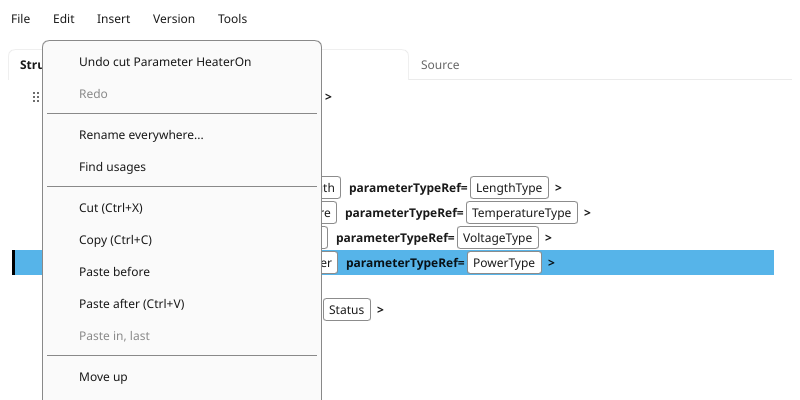 File Edit Insert Version Tools
Undo cut Parameter HeaterOn
Redo
Rename everywhere...
Find usages
Cut (Ctrl+X)
Copy (Ctrl+C)
Paste before
Paste after (Ctrl+V)
Paste in, last
Move up
Stru
Source
>
th parameterTypeRef= LengthType >
re parameterTypeRef= TemperatureType >
parameterTypeRef= VoltageType >
er parameterTypeRef= PowerType >
Status >